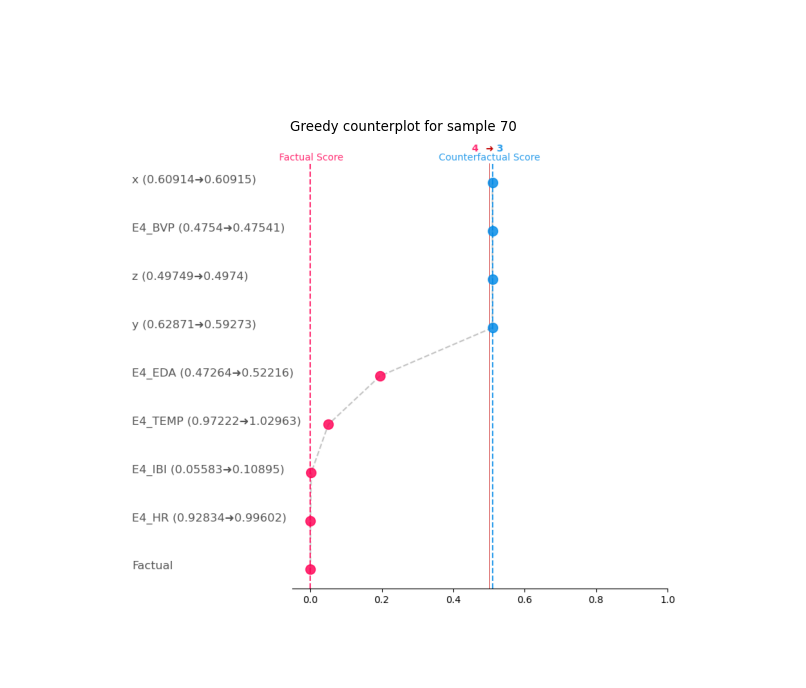 Greedy counterplot for sample 70
4 ➔ 3
Factual Score Counterfactual Score
x (0.60914➔0.60915)
E4_BVP (0.4754➔0.47541)
z (0.49749➔0.4974)
y (0.62871➔0.59273)
E4_EDA (0.47264➔0.52216)
E4_TEMP (0.97222➔1.02963)
E4_IBI (0.05583➔0.10895)
E4_HR (0.92834➔0.99602)
Factual
0.0 0.2 0.4 0.6 0.8 1.0